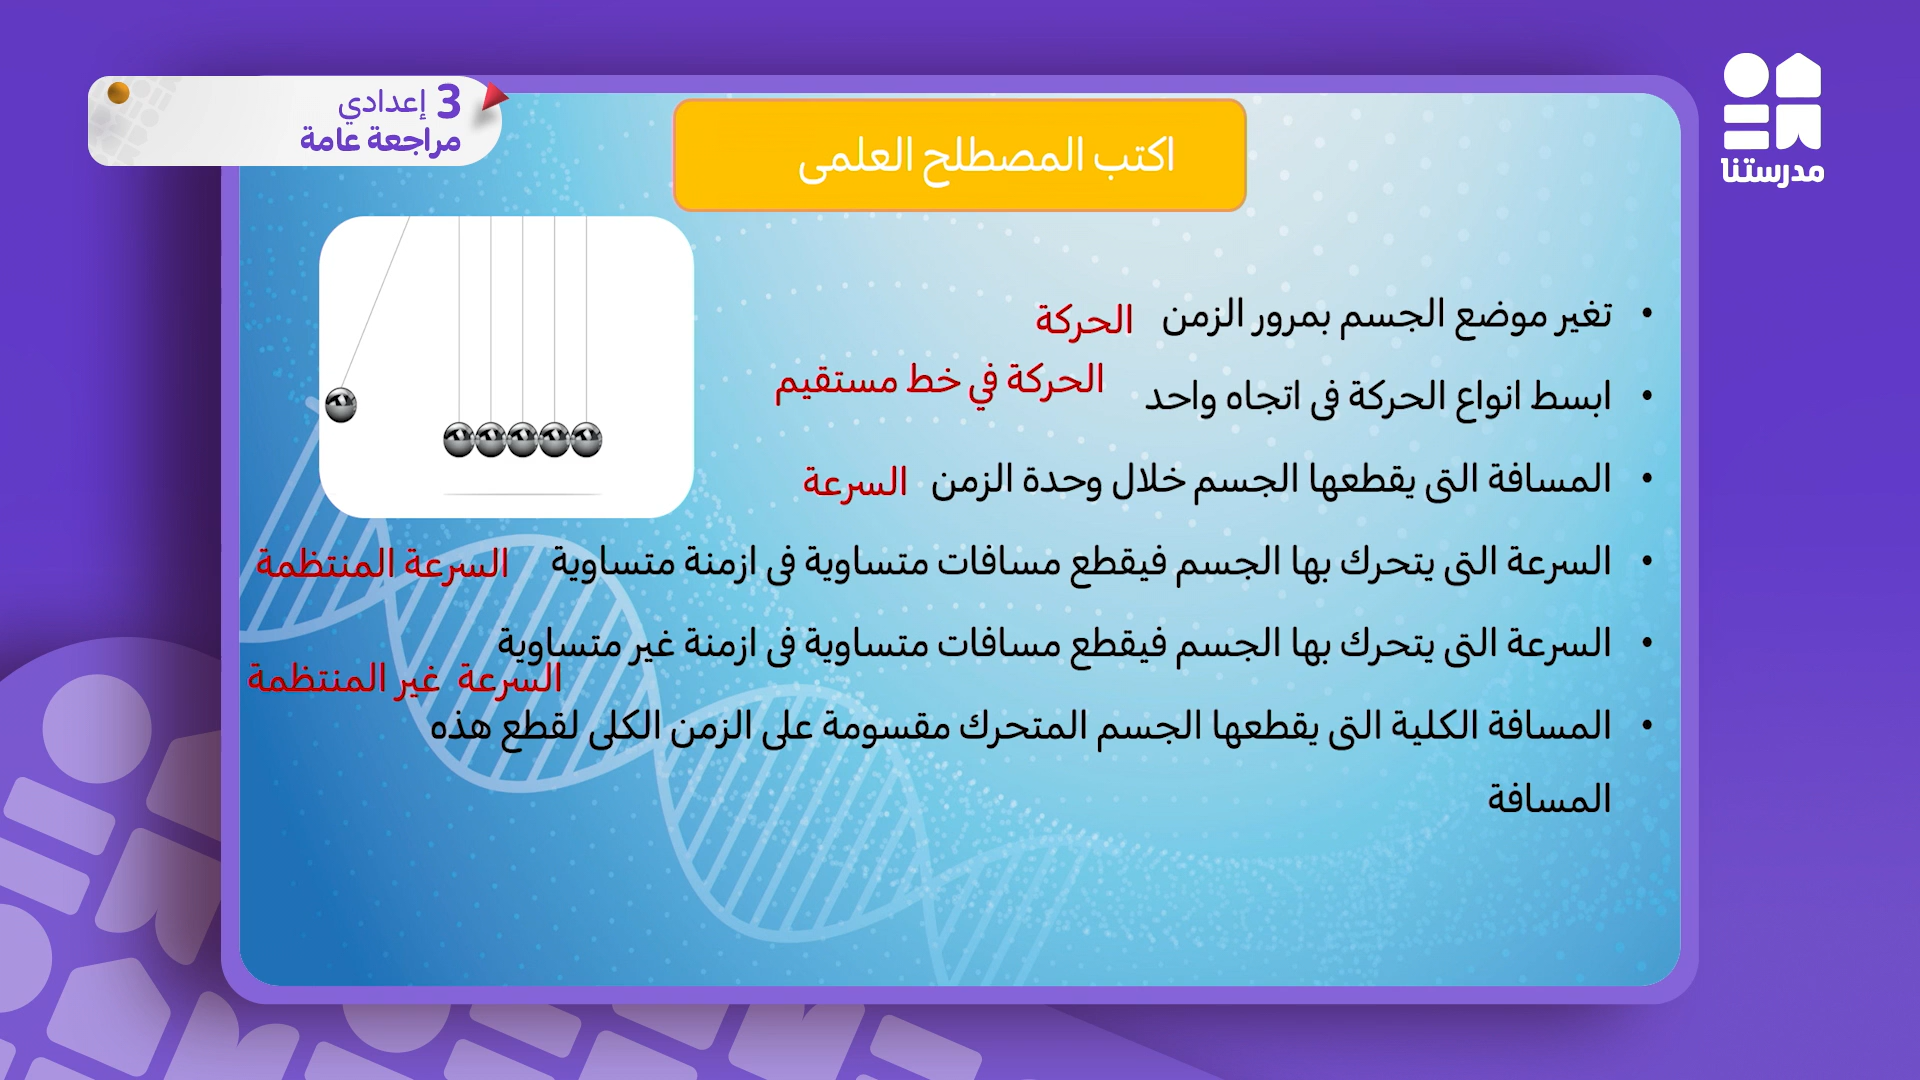 3 إعدادي
مراجعة عامة
مدرستنا
اكتب المصطلح العلمى
• تغير موضع الجسم بمرور الزمن الحركة
• ابسط انواع الحركة فى اتجاه واحد الحركة في خط مستقيم
• المسافة التى يقطعها الجسم خلال وحدة الزمن السرعة
• السرعة التى يتحرك بها الجسم فيقطع مسافات متساوية فى ازمنة متساوية السرعة المنتظمة
• السرعة التى يتحرك بها الجسم فيقطع مسافات متساوية فى ازمنة غير متساوية
السرعة غير المنتظمة
• المسافة الكلية التى يقطعها الجسم المتحرك مقسومة على الزمن الكلى لقطع هذه
المسافة